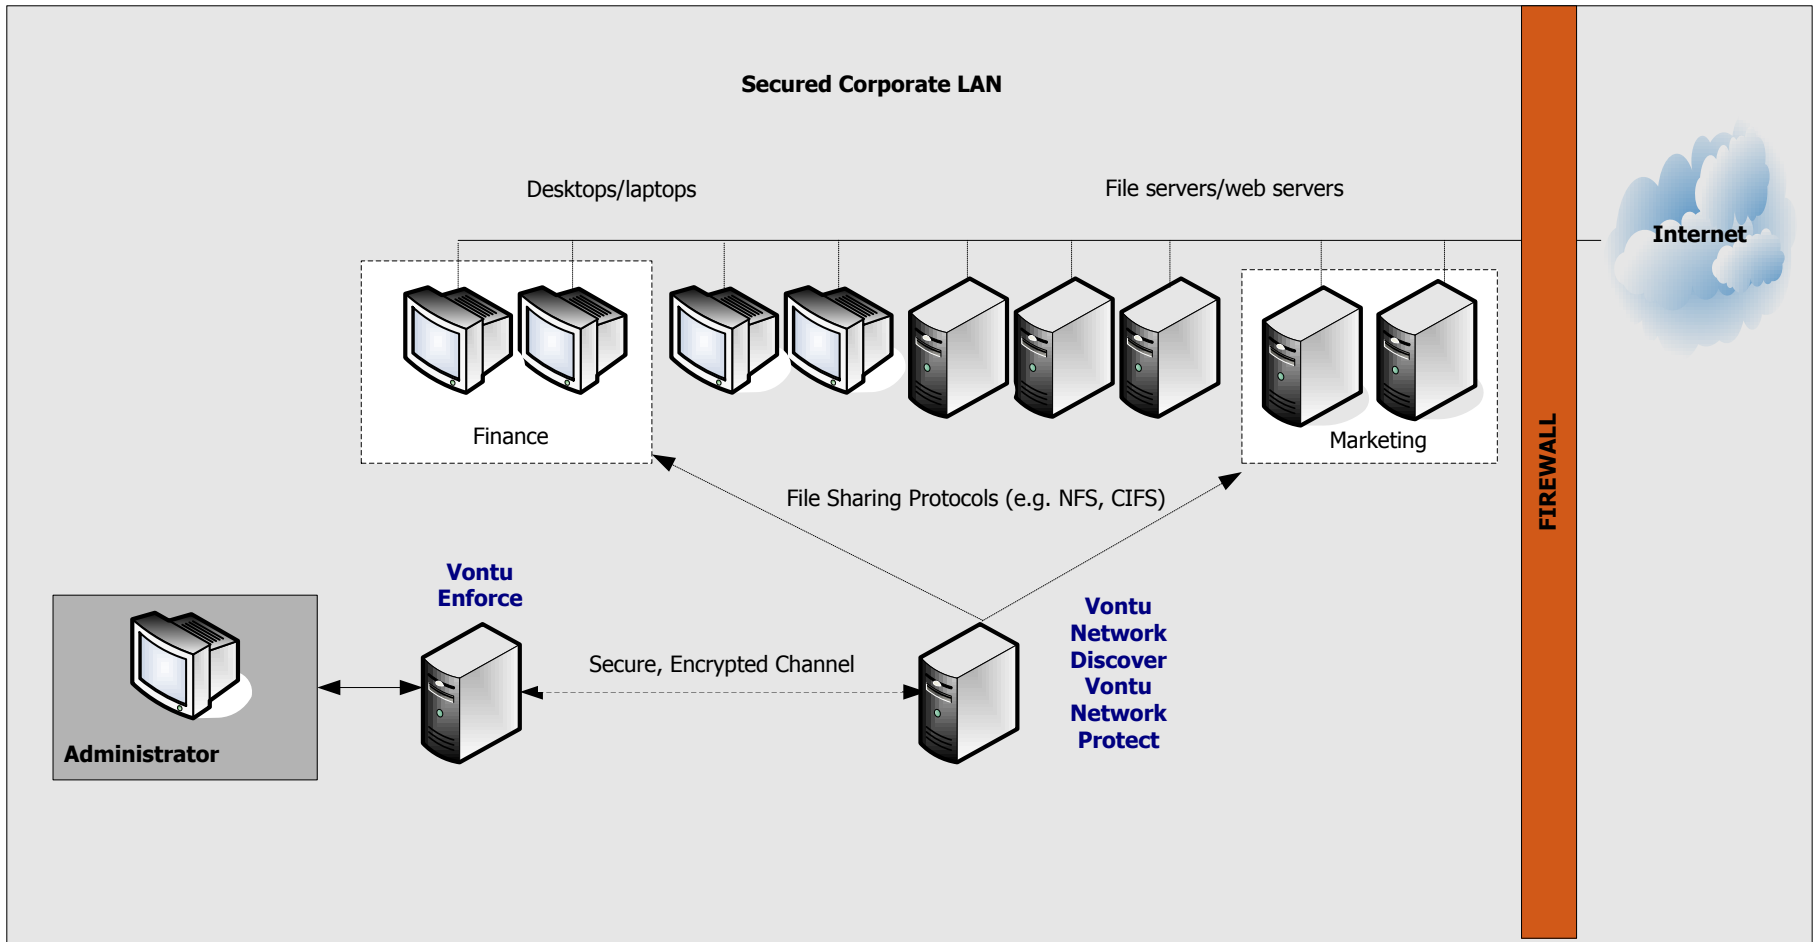 Secured Corporate LAN
Desktops/laptops
File servers/web servers
Internet
Finance
Marketing
FIREWALL
File Sharing Protocols (e.g. NFS, CIFS)
Vontu
Enforce
Vontu
Network
Discover
Vontu
Network
Protect
Secure, Encrypted Channel
Administrator